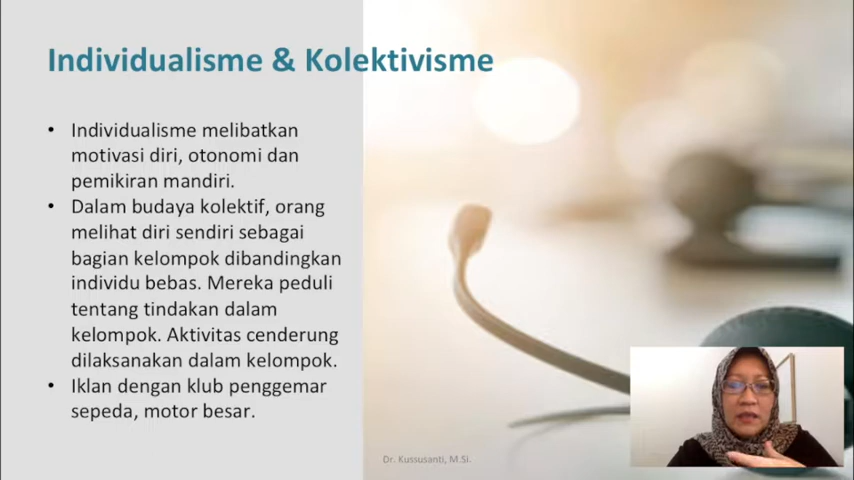 Individualisme & Kolektivisme
• Individualisme melibatkan
motivasi diri, otonomi dan
pemikiran mandiri.
• Dalam budaya kolektif, orang
melihat diri sendiri sebagai
bagian kelompok dibandingkan
individu bebas. Mereka peduli
tentang tindakan dalam
kelompok. Aktivitas cenderung
dilaksanakan dalam kelompok.
• Iklan dengan klub penggemar
sepeda, motor besar.
Dr. Kussusanti, M.Si.